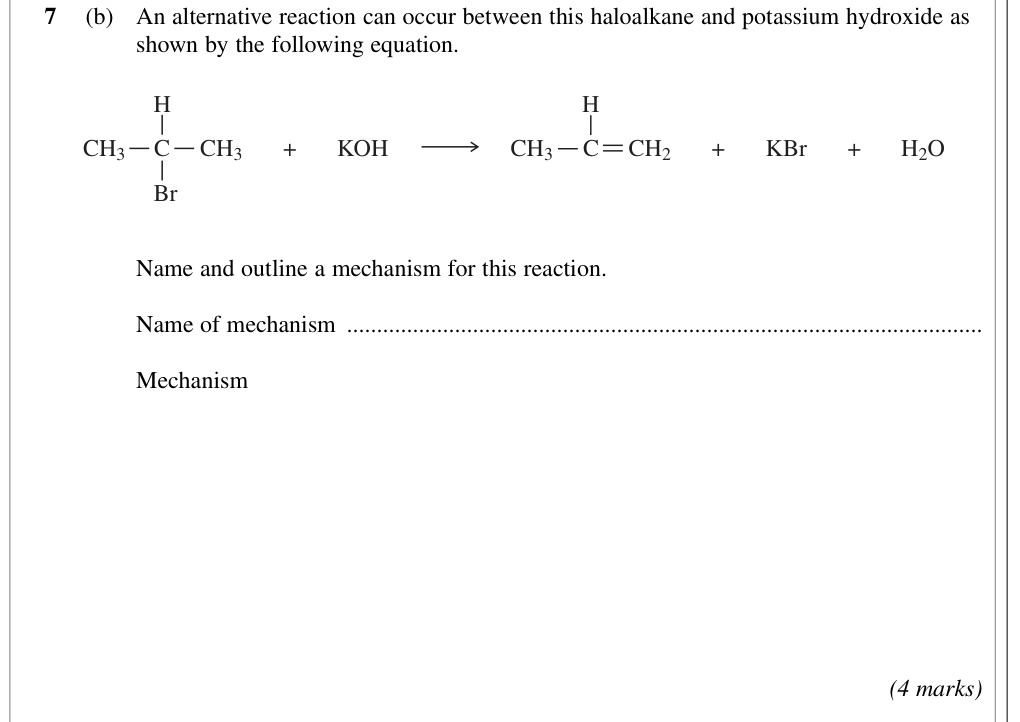 7 (b) An alternative reaction can occur between this haloalkane and potassium hydroxide as
shown by the following equation.
H H
CH₃—C—CH₃ + KOH ⟶ CH₃—C=CH₂ + KBr + H₂O
Br
Name and outline a mechanism for this reaction.
Name of mechanism ..........................................................................................................
Mechanism
(4 marks)